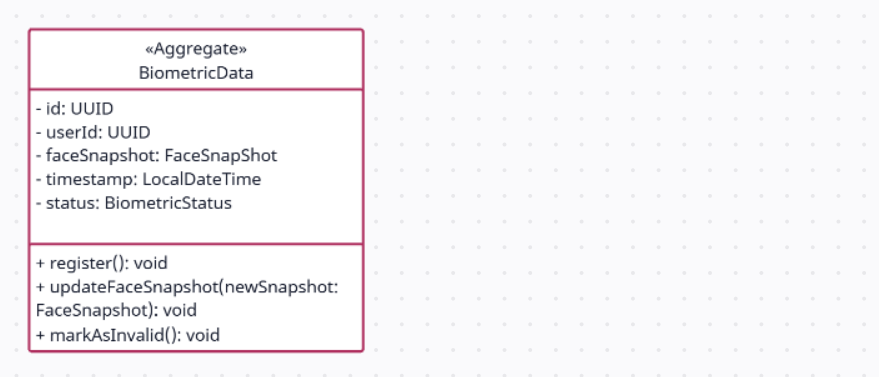 «Aggregate»
BiometricData
- id: UUID
- userId: UUID
- faceSnapshot: FaceSnapShot
- timestamp: LocalDateTime
- status: BiometricStatus
+ register(): void
+ updateFaceSnapshot(newSnapshot:
FaceSnapshot): void
+ markAsInvalid(): void